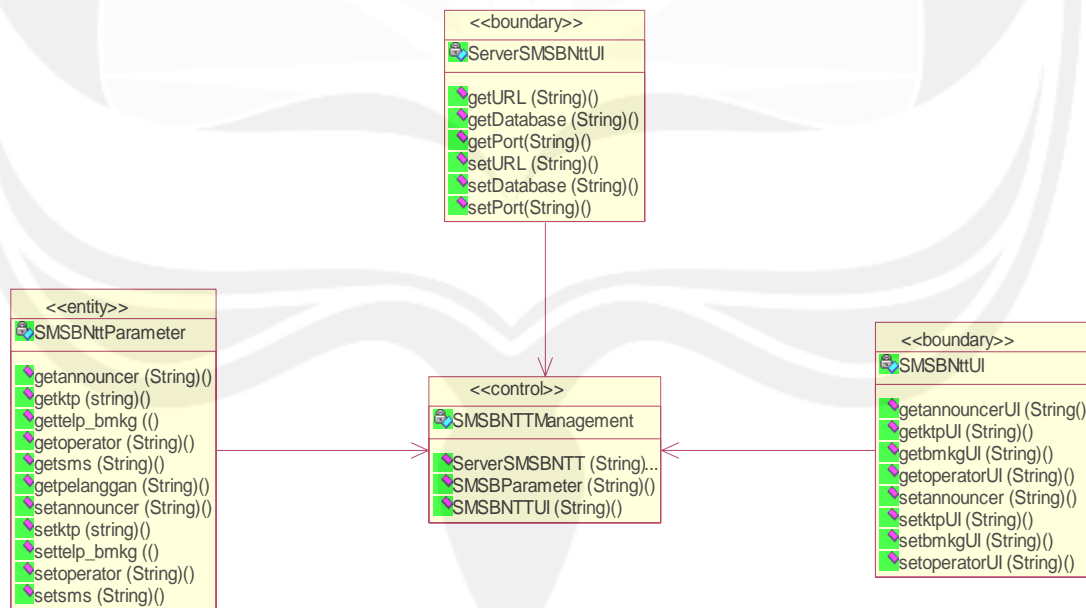 <<boundary>>
ServerSMSBNttUI
getURL (String)()
getDatabase (String)()
getPort(String)()
setURL (String)()
setDatabase (String)()
setPort(String)()
<<entity>>
SMSBNttParameter
getannouncer (String)()
getktp (string)()
gettelp_bmkg (()
getoperator (String)()
getsms (String)()
getpelanggan (String)()
setannouncer (String)()
setktp (string)()
settelp_bmkg (()
setoperator (String)()
setsms (String)()
<<control>>
SMSBNTTManagement
ServerSMSBNTT (String)...
SMSBParameter (String)()
SMSBNTTUI (String)()
<<boundary>>
SMSBNttUI
getannouncerUI (String()
getktpUI (String)()
getbmkgUI (String)()
getoperatorUI (String)()
setannouncer (String)()
setktpUI (String)()
setbmkgUI (String)()
setoperatorUI (String)()